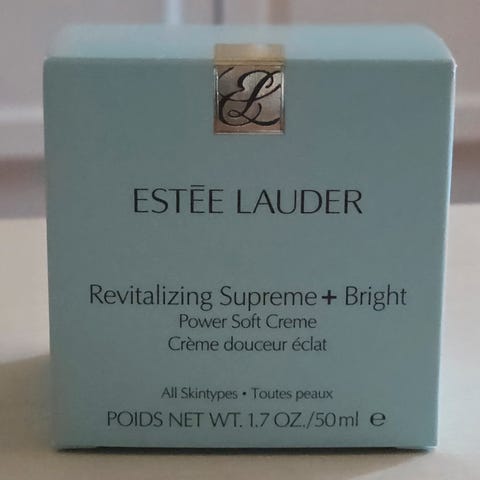 EL
ESTĒE LAUDER
Revitalizing Supreme + Bright
Power Soft Creme
Crème douceur éclat
All Skintypes • Toutes peaux
POIDS NET WT. 1.7 OZ./50 ml ℮